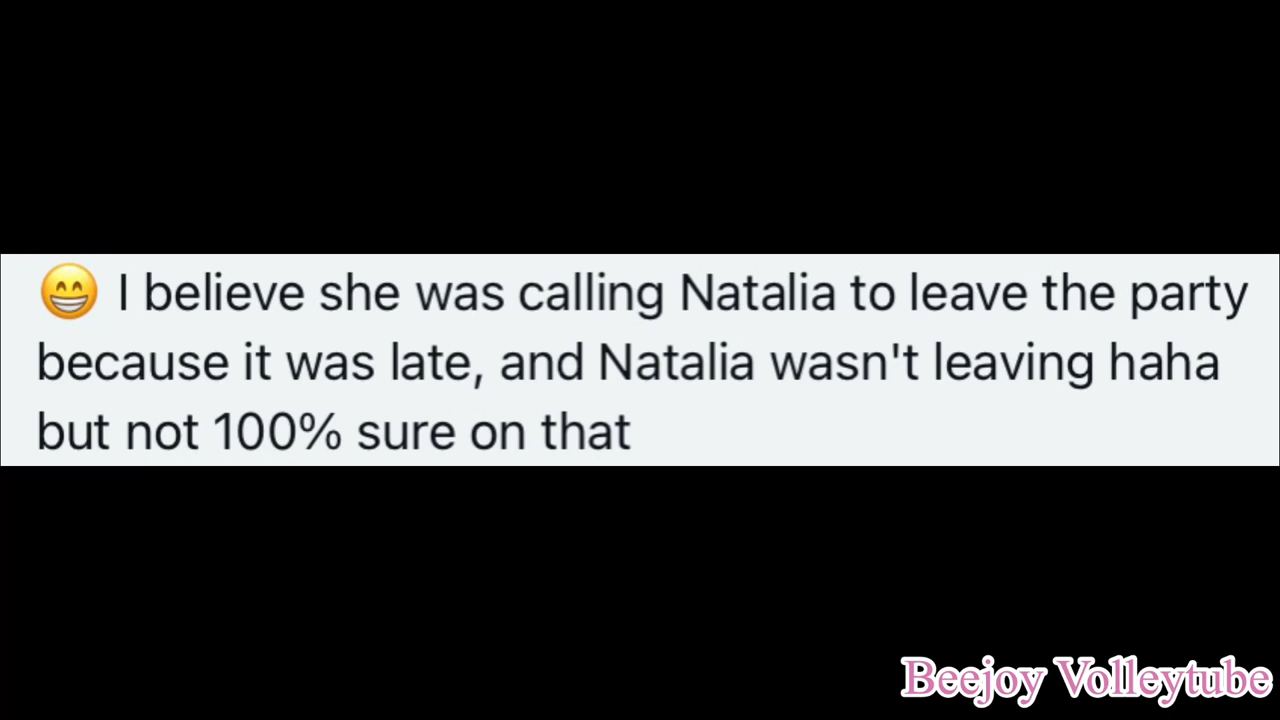 😁 I believe she was calling Natalia to leave the party
because it was late, and Natalia wasn't leaving haha
but not 100% sure on that
Beejoy Volleytube